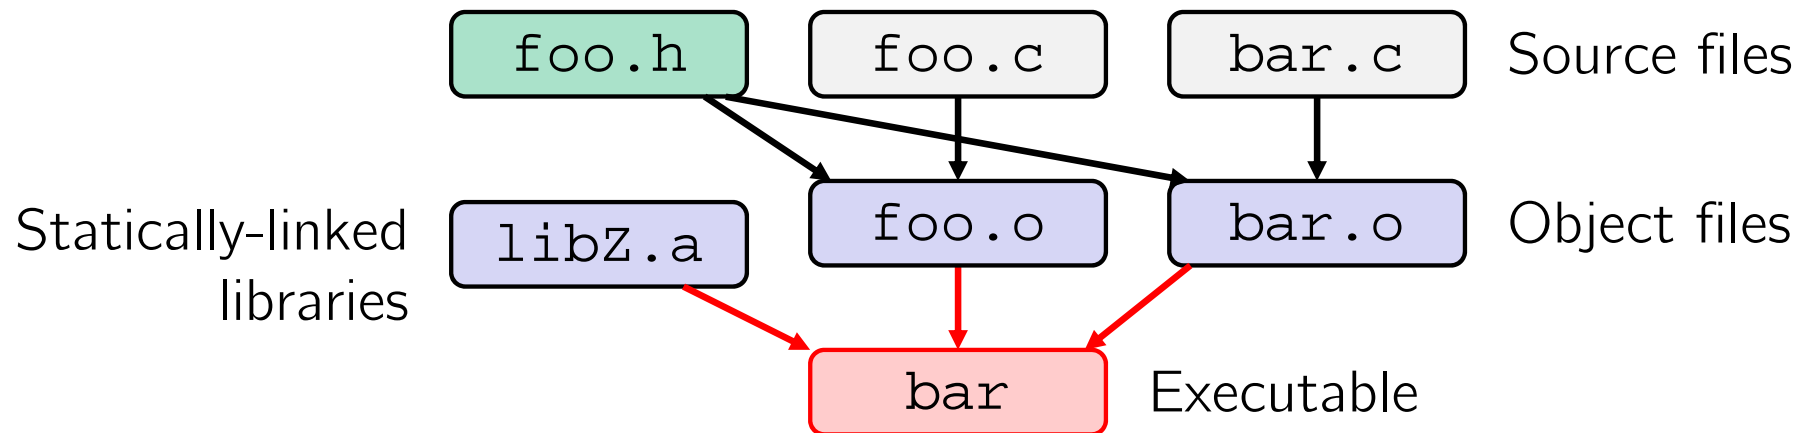 foo.h foo.c bar.c Source files
Statically-linked
libraries
libZ.a foo.o bar.o Object files
bar Executable